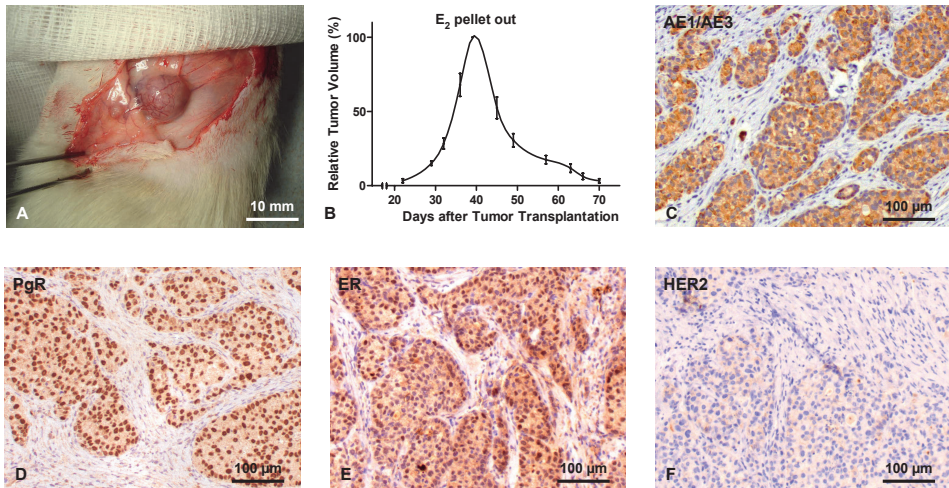 A
10 mm
E₂ pellet out
Relative Tumor Volume (%)
100
50
0
20 30 40 50 60 70
Days after Tumor Transplantation
B
AE1/AE3
C
100 µm
PgR
D
100 µm
ER
E
100 µm
HER2
F
100 µm